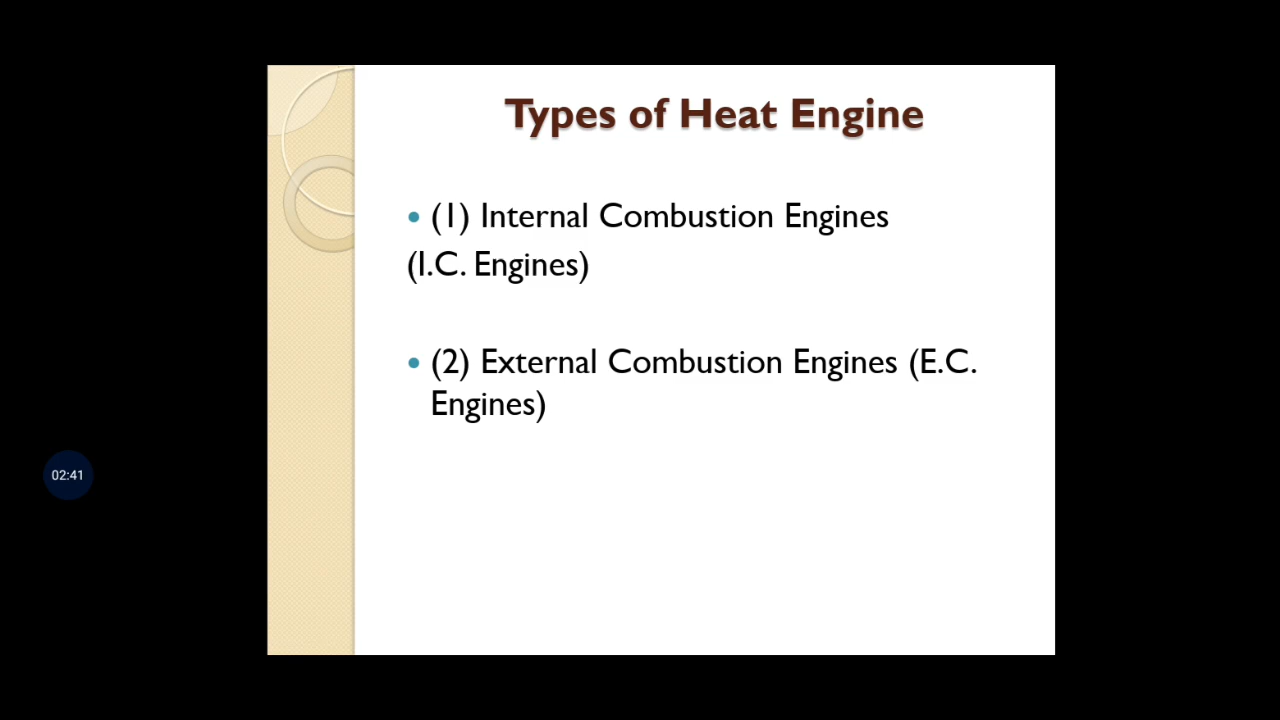 Types of Heat Engine
• (1) Internal Combustion Engines
(I.C. Engines)
• (2) External Combustion Engines (E.C.
Engines)
02:41